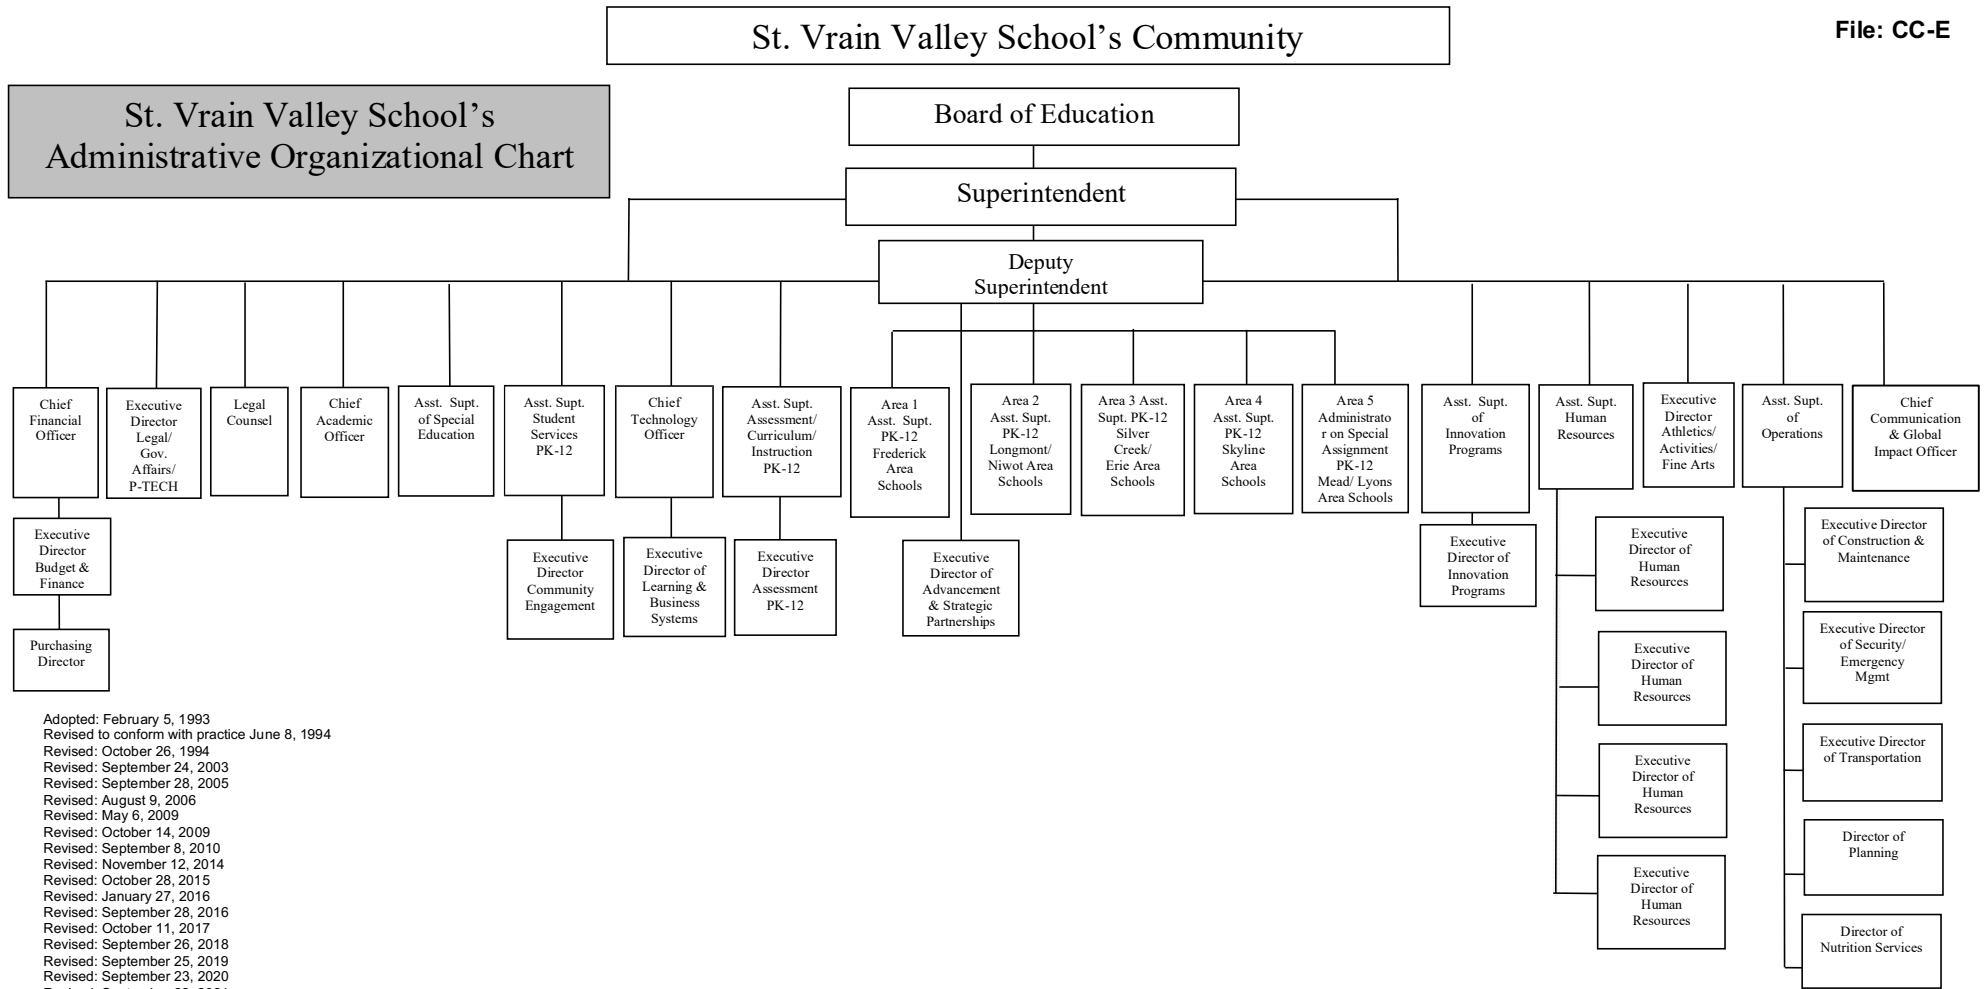 St. Vrain Valley School’s Community
File: CC-E
St. Vrain Valley School’s
Administrative Organizational Chart
Board of Education
Superintendent
Deputy
Superintendent
Chief
Financial
Officer
Executive
Director
Legal/
Gov.
Affairs/
P-TECH
Legal
Counsel
Chief
Academic
Officer
Asst. Supt.
of Special
Education
Asst. Supt.
Student
Services
PK-12
Chief
Technology
Officer
Asst. Supt.
Assessment/
Curriculum/
Instruction
PK-12
Area 1
Asst. Supt.
PK-12
Frederick
Area
Schools
Area 2
Asst. Supt.
PK-12
Longmont/
Niwot Area
Schools
Area 3 Asst.
Supt. PK-12
Silver
Creek/
Erie Area
Schools
Area 4
Asst. Supt.
PK-12
Skyline
Area
Schools
Area 5
Administrato
r on Special
Assignment
PK-12
Mead/ Lyons
Area Schools
Asst. Supt.
of
Innovation
Programs
Asst. Supt.
Human
Resources
Executive
Director
Athletics/
Activities/
Fine Arts
Asst. Supt.
of
Operations
Chief
Communication
& Global
Impact Officer
Executive
Director
Budget &
Finance
Executive
Director
Community
Engagement
Executive
Director of
Learning &
Business
Systems
Executive
Director
Assessment
PK-12
Executive
Director of
Advancement
& Strategic
Partnerships
Executive
Director of
Innovation
Programs
Executive
Director of
Human
Resources
Executive Director
of Construction &
Maintenance
Purchasing
Director
Executive
Director of
Human
Resources
Executive Director
of Security/
Emergency
Mgmt
Executive
Director of
Human
Resources
Executive Director
of Transportation
Executive
Director of
Human
Resources
Director of
Planning
Director of
Nutrition Services
Adopted: February 5, 1993
Revised to conform with practice June 8, 1994
Revised: October 26, 1994
Revised: September 24, 2003
Revised: September 28, 2005
Revised: August 9, 2006
Revised: May 6, 2009
Revised: October 14, 2009
Revised: September 8, 2010
Revised: November 12, 2014
Revised: October 28, 2015
Revised: January 27, 2016
Revised: September 28, 2016
Revised: October 11, 2017
Revised: September 26, 2018
Revised: September 25, 2019
Revised: September 23, 2020